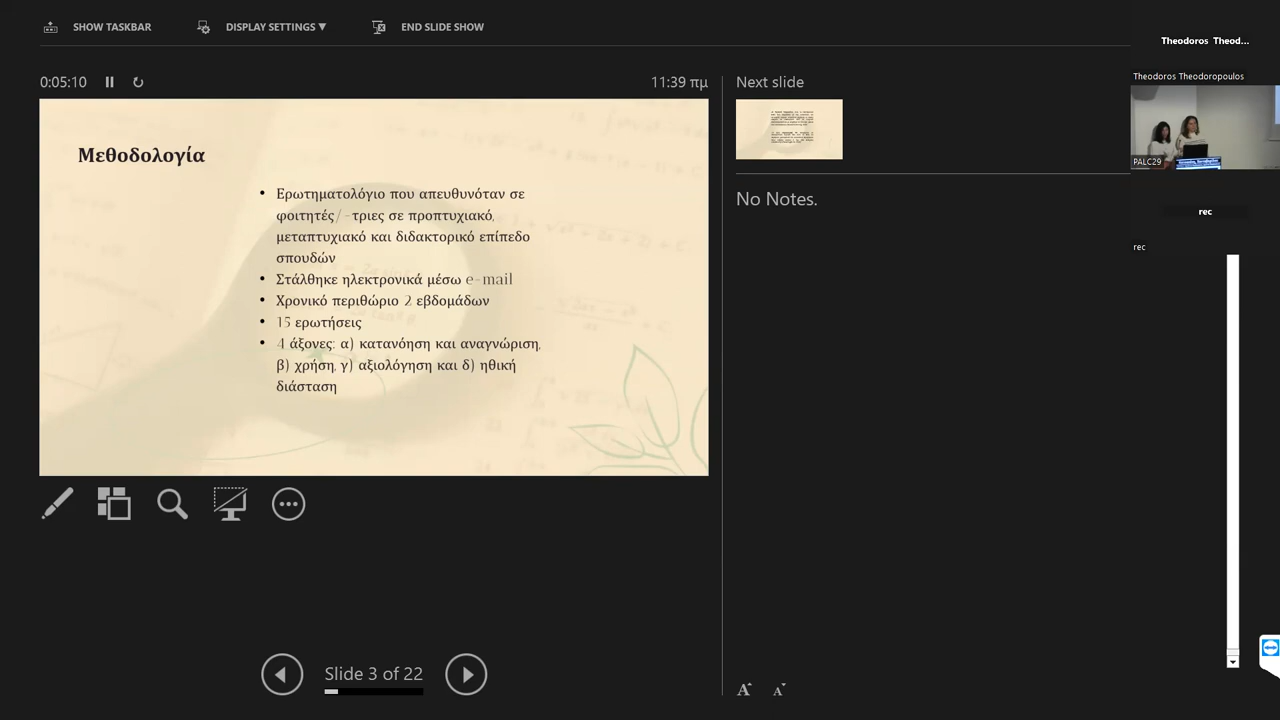 SHOW TASKBAR
DISPLAY SETTINGS ▼
END SLIDE SHOW
0:05:10
11:39 πμ
Μεθοδολογία
• Ερωτηματολόγιο που απευθυνόταν σε
φοιτητές/-τριες σε προπτυχιακό,
μεταπτυχιακό και διδακτορικό επίπεδο
σπουδών
• Στάλθηκε ηλεκτρονικά μέσω e-mail
• Χρονικό περιθώριο 2 εβδομάδων
• 15 ερωτήσεις
• 4 άξονες: α) κατανόηση και αναγνώριση,
β) χρήση, γ) αξιολόγηση και δ) ηθική
διάσταση
Slide 3 of 22
Next slide
No Notes.
A A
Theodoros Theod...
Theodoros Theodoropoulos
PALC29
rec
rec